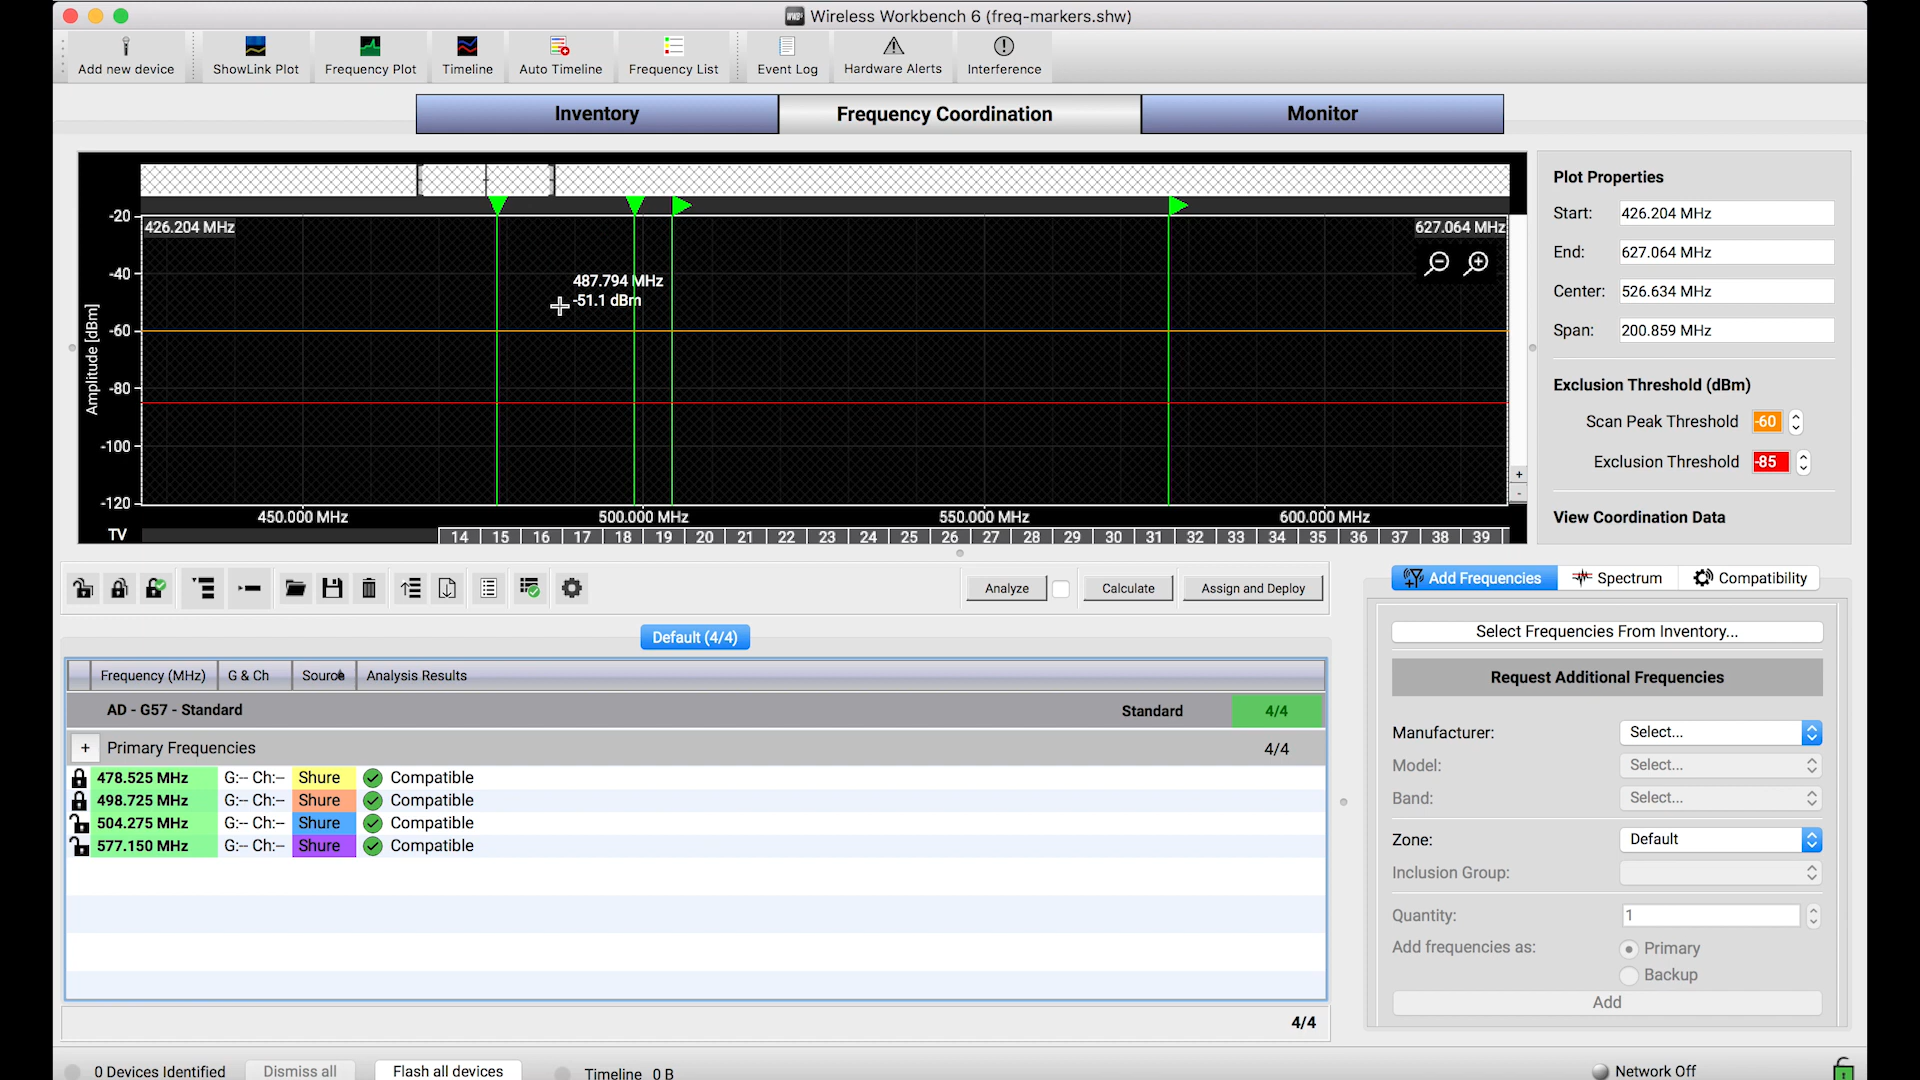 Wireless Workbench 6 (freq-markers.shw)
Add new device
ShowLink Plot
Frequency Plot
Timeline
Auto Timeline
Frequency List
Event Log
Hardware Alerts
Interference
Inventory
Frequency Coordination
Monitor
426.204 MHz
627.064 MHz
487.794 MHz
-51.1 dBm
Amplitude [dBm]
-20
-40
-60
-80
-100
-120
450.000 MHz
500.000 MHz
550.000 MHz
600.000 MHz
TV
14 15 16 17 18 19 20 21 22 23 24 25 26 27 28 29 30 31 32 33 34 35 36 37 38 39
+
-
Plot Properties
Start: 426.204 MHz
End: 627.064 MHz
Center: 526.634 MHz
Span: 200.859 MHz
Exclusion Threshold (dBm)
Scan Peak Threshold -60
Exclusion Threshold -85
View Coordination Data
Analyze
Calculate
Assign and Deploy
Default (4/4)
Frequency (MHz) G & Ch Source Analysis Results
AD - G57 - Standard Standard 4/4
+ Primary Frequencies 4/4
478.525 MHz G:-- Ch:-- Shure Compatible
498.725 MHz G:-- Ch:-- Shure Compatible
504.275 MHz G:-- Ch:-- Shure Compatible
577.150 MHz G:-- Ch:-- Shure Compatible
4/4
Add Frequencies
Spectrum
Compatibility
Select Frequencies From Inventory...
Request Additional Frequencies
Manufacturer: Select...
Model: Select...
Band: Select...
Zone: Default
Inclusion Group:
Quantity: 1
Add frequencies as: Primary
Backup
Add
0 Devices Identified
Dismiss all
Flash all devices
Timeline 0 B
Network Off